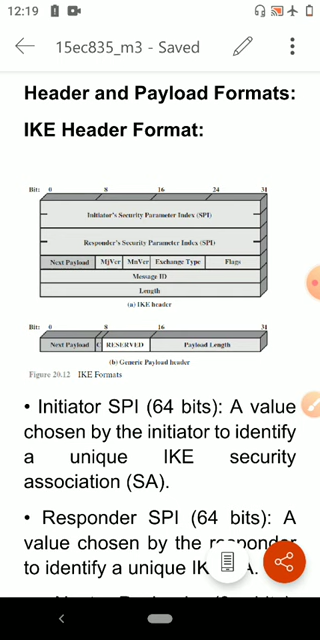 12:19
15ec835_m3 - Saved
Header and Payload Formats:
IKE Header Format:
Bit: 0 8 16 24 31
Initiator's Security Parameter Index (SPI)
Responder's Security Parameter Index (SPI)
Next Payload MjVer MnVer Exchange Type Flags
Message ID
Length
(a) IKE header
Bit: 0 8 16 31
Next Payload C RESERVED Payload Length
(b) Generic Payload header
Figure 20.12 IKE Formats
• Initiator SPI (64 bits): A value
chosen by the initiator to identify
a unique IKE security
association (SA).
• Responder SPI (64 bits): A
value chosen by the responder
to identify a unique